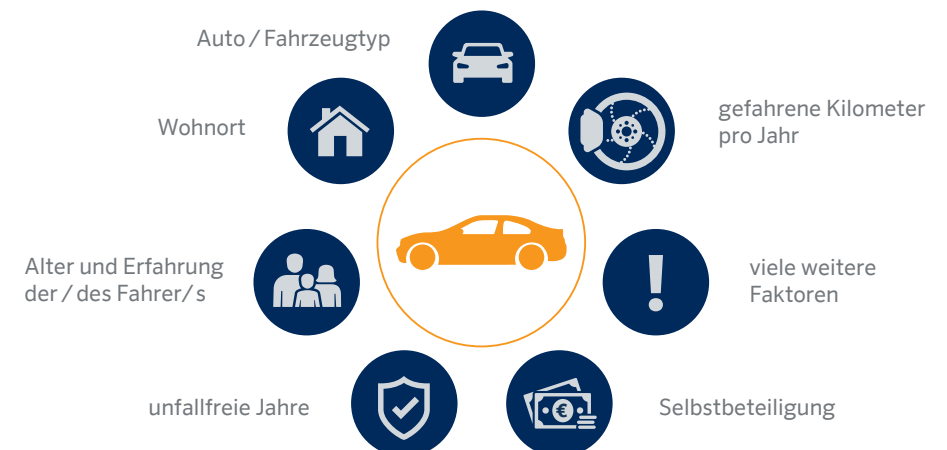 Auto / Fahrzeugtyp
Wohnort
gefahrene Kilometer
pro Jahr
Alter und Erfahrung
der / des Fahrer/s
viele weitere
Faktoren
!
unfallfreie Jahre
€
Selbstbeteiligung